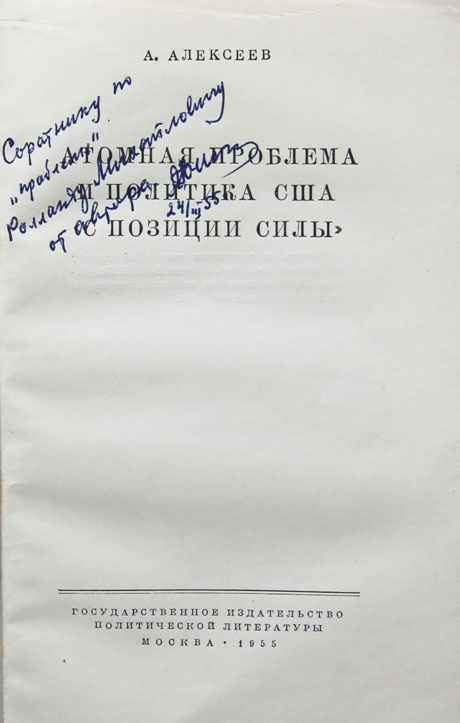 А. АЛЕКСЕЕВ
Соратнику по
"проблеме"
Ролланду Михайловичу
от автора
24/III 55
АТОМНАЯ ПРОБЛЕМА
И ПОЛИТИКА США
«С ПОЗИЦИИ СИЛЫ»
ГОСУДАРСТВЕННОЕ ИЗДАТЕЛЬСТВО
ПОЛИТИЧЕСКОЙ ЛИТЕРАТУРЫ
МОСКВА • 1955